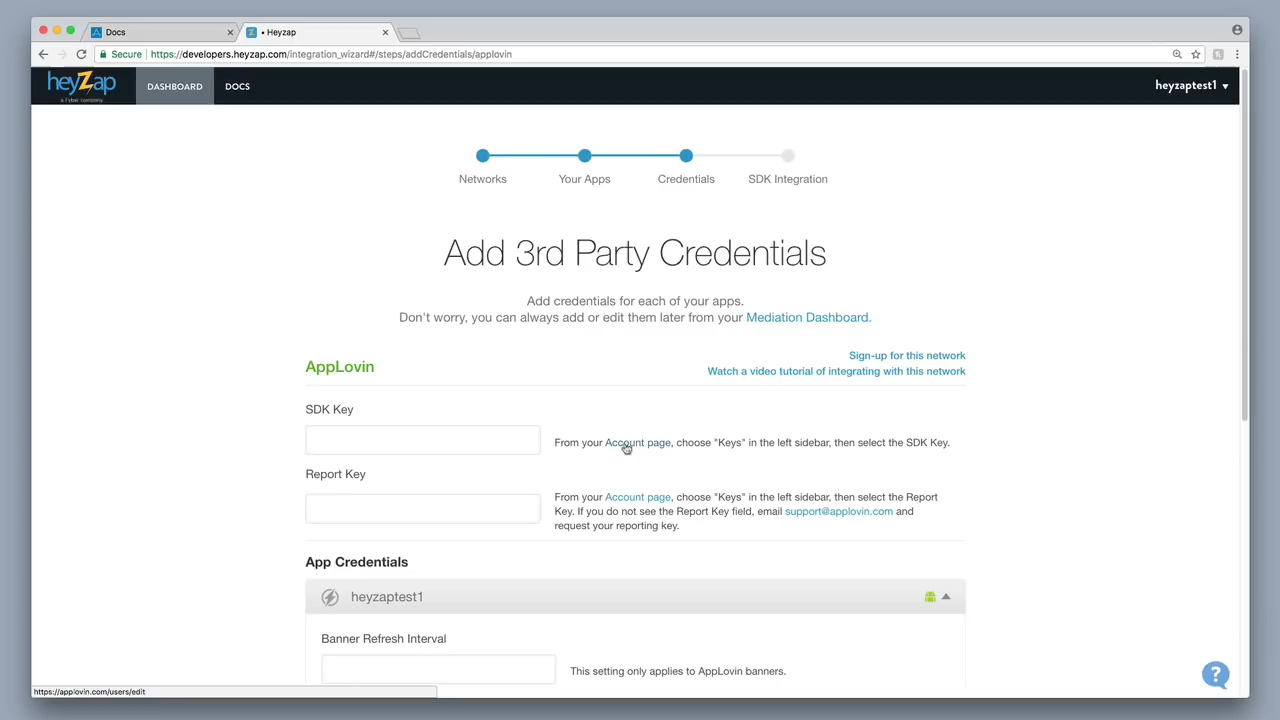 Docs
• Heyzap
Secure https://developers.heyzap.com/integration_wizard#/steps/addCredentials/applovin
heyZap
a Fyber company
DASHBOARD
DOCS
heyzaptest1
Networks
Your Apps
Credentials
SDK Integration
Add 3rd Party Credentials
Add credentials for each of your apps.
Don't worry, you can always add or edit them later from your Mediation Dashboard.
AppLovin
Sign-up for this network
Watch a video tutorial of integrating with this network
SDK Key
From your Account page, choose "Keys" in the left sidebar, then select the SDK Key.
Report Key
From your Account page, choose "Keys" in the left sidebar, then select the Report
Key. If you do not see the Report Key field, email support@applovin.com and
request your reporting key.
App Credentials
heyzaptest1
Banner Refresh Interval
This setting only applies to AppLovin banners.
?
https://applovin.com/users/edit